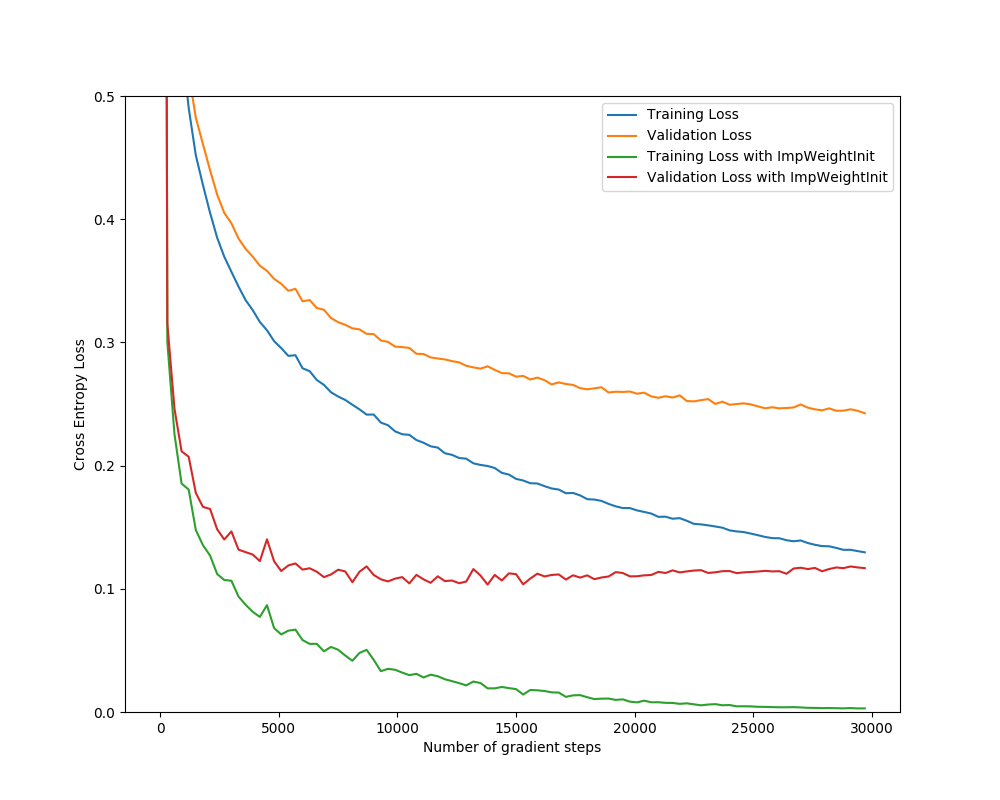 Training Loss
Validation Loss
Training Loss with ImpWeightInit
Validation Loss with ImpWeightInit
Cross Entropy Loss
0.5
0.4
0.3
0.2
0.1
0.0
0 5000 10000 15000 20000 25000 30000
Number of gradient steps